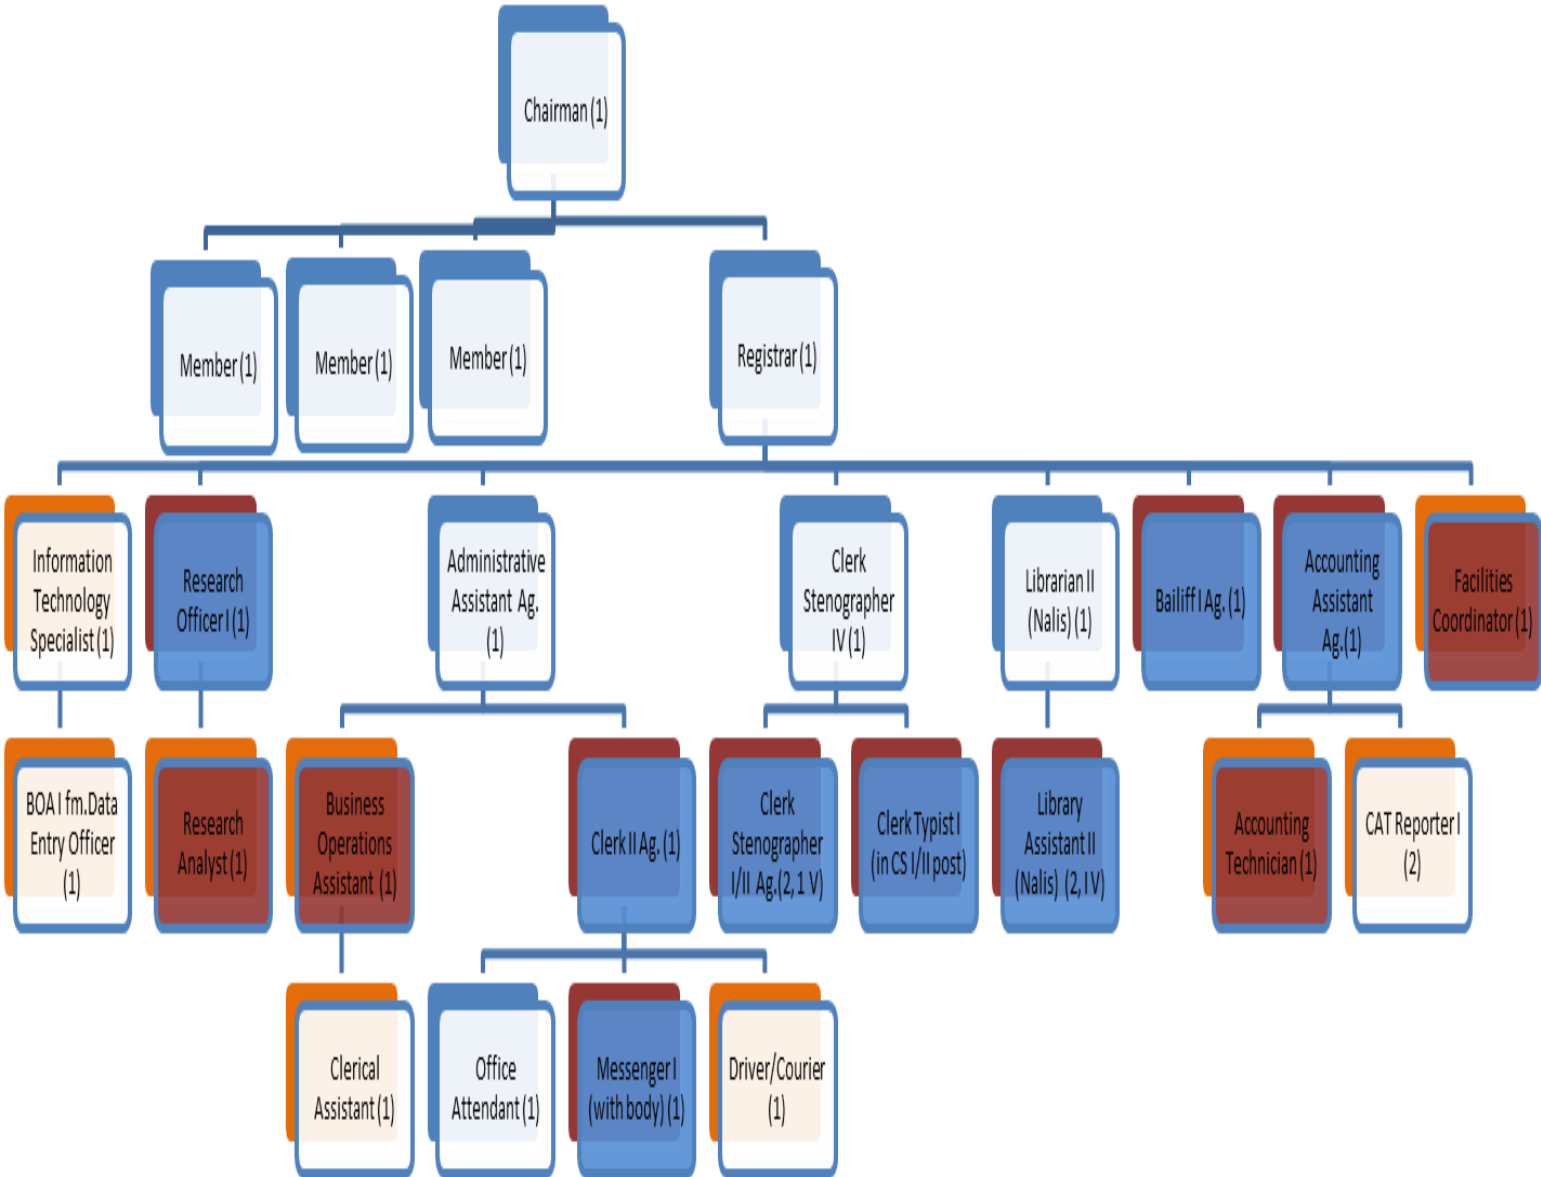 Chairman (1)
Member (1)
Member (1)
Member (1)
Registrar (1)
Information
Technology
Specialist (1)
Research
Officer I (1)
Administrative
Assistant Ag.
(1)
Clerk
Stenographer
IV (1)
Librarian II
(Nalis) (1)
Bailiff I Ag. (1)
Accounting
Assistant
Ag.(1)
Facilities
Coordinator (1)
BOA I fm.Data
Entry Officer
(1)
Research
Analyst (1)
Business
Operations
Assistant (1)
Clerk II Ag. (1)
Clerk
Stenographer
I/II Ag.(2, 1 V)
Clerk Typist I
(in CS I/II post)
Library
Assistant II
(Nalis) (2, I V)
Accounting
Technician (1)
CAT Reporter I
(2)
Clerical
Assistant (1)
Office
Attendant (1)
Messenger I
(with body) (1)
Driver/Courier
(1)